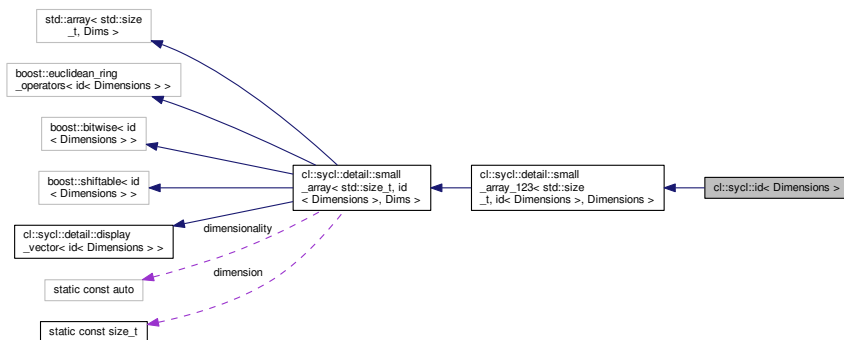 std::array< std::size
_t, Dims >
boost::euclidean_ring
_operators< id< Dimensions > >
boost::bitwise< id
< Dimensions > >
boost::shiftable< id
< Dimensions > >
cl::sycl::detail::display
_vector< id< Dimensions > >
static const auto
static const size_t
dimensionality
dimension
cl::sycl::detail::small
_array< std::size_t, id
< Dimensions >, Dims >
cl::sycl::detail::small
_array_123< std::size
_t, id< Dimensions >, Dimensions >
cl::sycl::id< Dimensions >